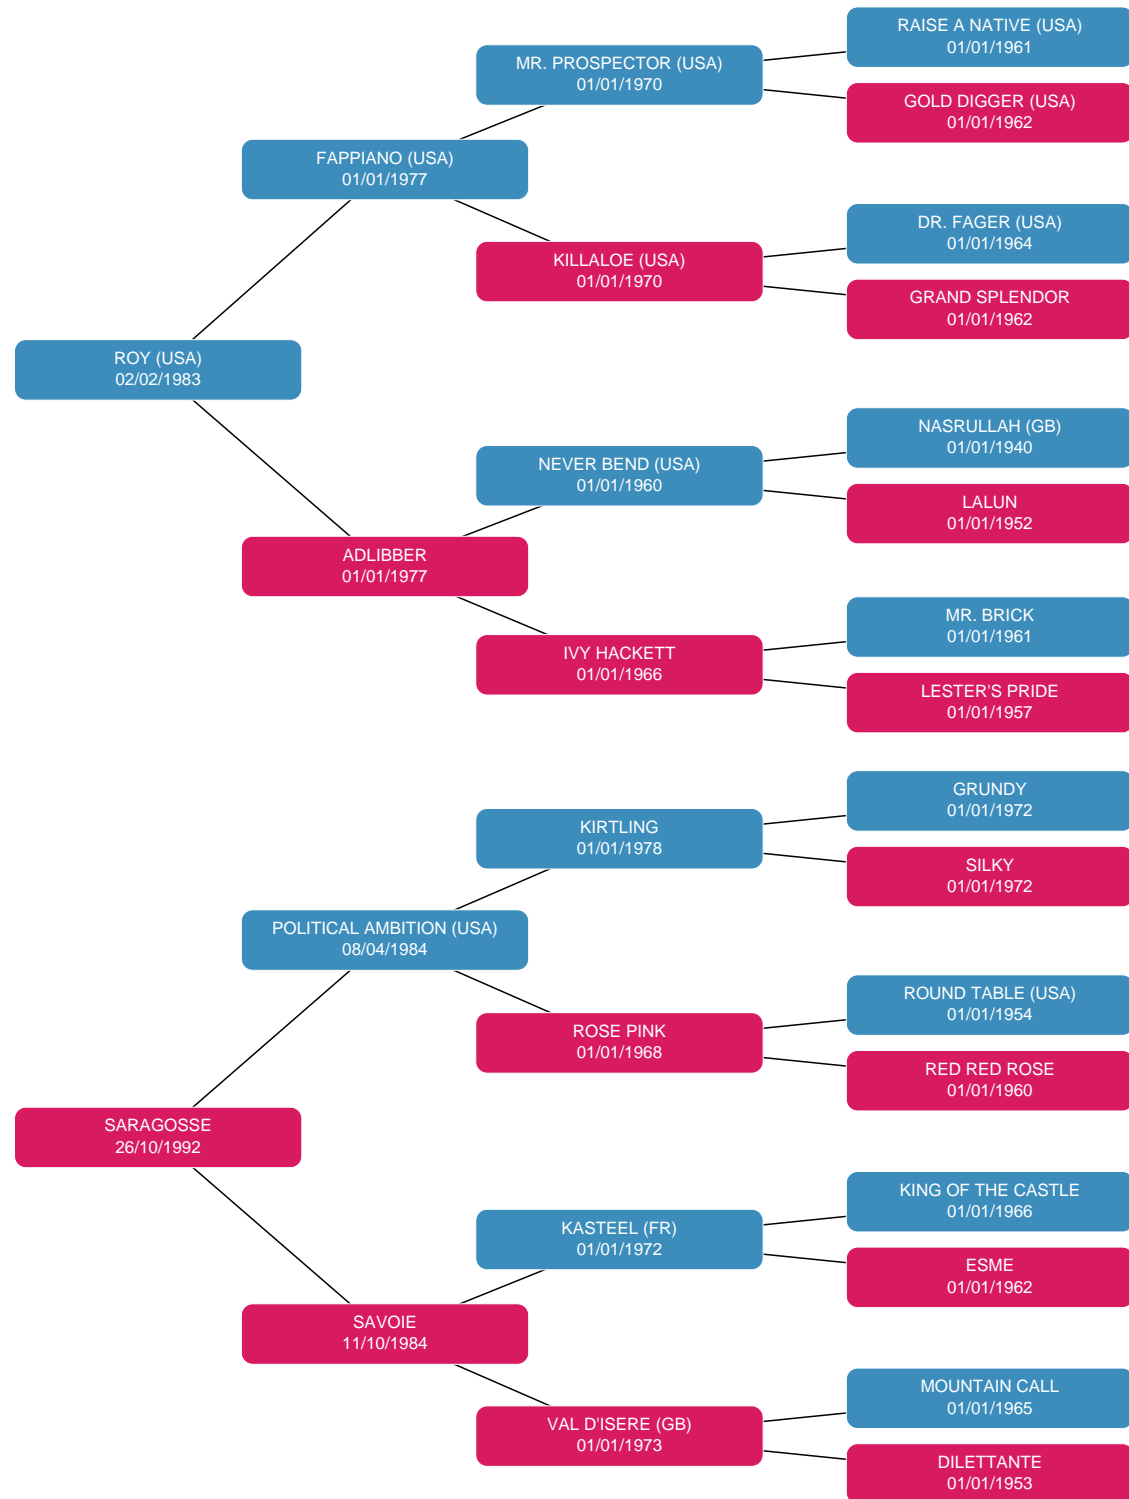 RAISE A NATIVE (USA)
01/01/1961
MR. PROSPECTOR (USA)
01/01/1970
GOLD DIGGER (USA)
01/01/1962
FAPPIANO (USA)
01/01/1977
DR. FAGER (USA)
01/01/1964
KILLALOE (USA)
01/01/1970
GRAND SPLENDOR
01/01/1962
ROY (USA)
02/02/1983
NASRULLAH (GB)
01/01/1940
NEVER BEND (USA)
01/01/1960
LALUN
01/01/1952
ADLIBBER
01/01/1977
MR. BRICK
01/01/1961
IVY HACKETT
01/01/1966
LESTER'S PRIDE
01/01/1957
GRUNDY
01/01/1972
KIRTLING
01/01/1978
SILKY
01/01/1972
POLITICAL AMBITION (USA)
08/04/1984
ROUND TABLE (USA)
01/01/1954
ROSE PINK
01/01/1968
RED RED ROSE
01/01/1960
SARAGOSSE
26/10/1992
KING OF THE CASTLE
01/01/1966
KASTEEL (FR)
01/01/1972
ESME
01/01/1962
SAVOIE
11/10/1984
MOUNTAIN CALL
01/01/1965
VAL D'ISERE (GB)
01/01/1973
DILETTANTE
01/01/1953